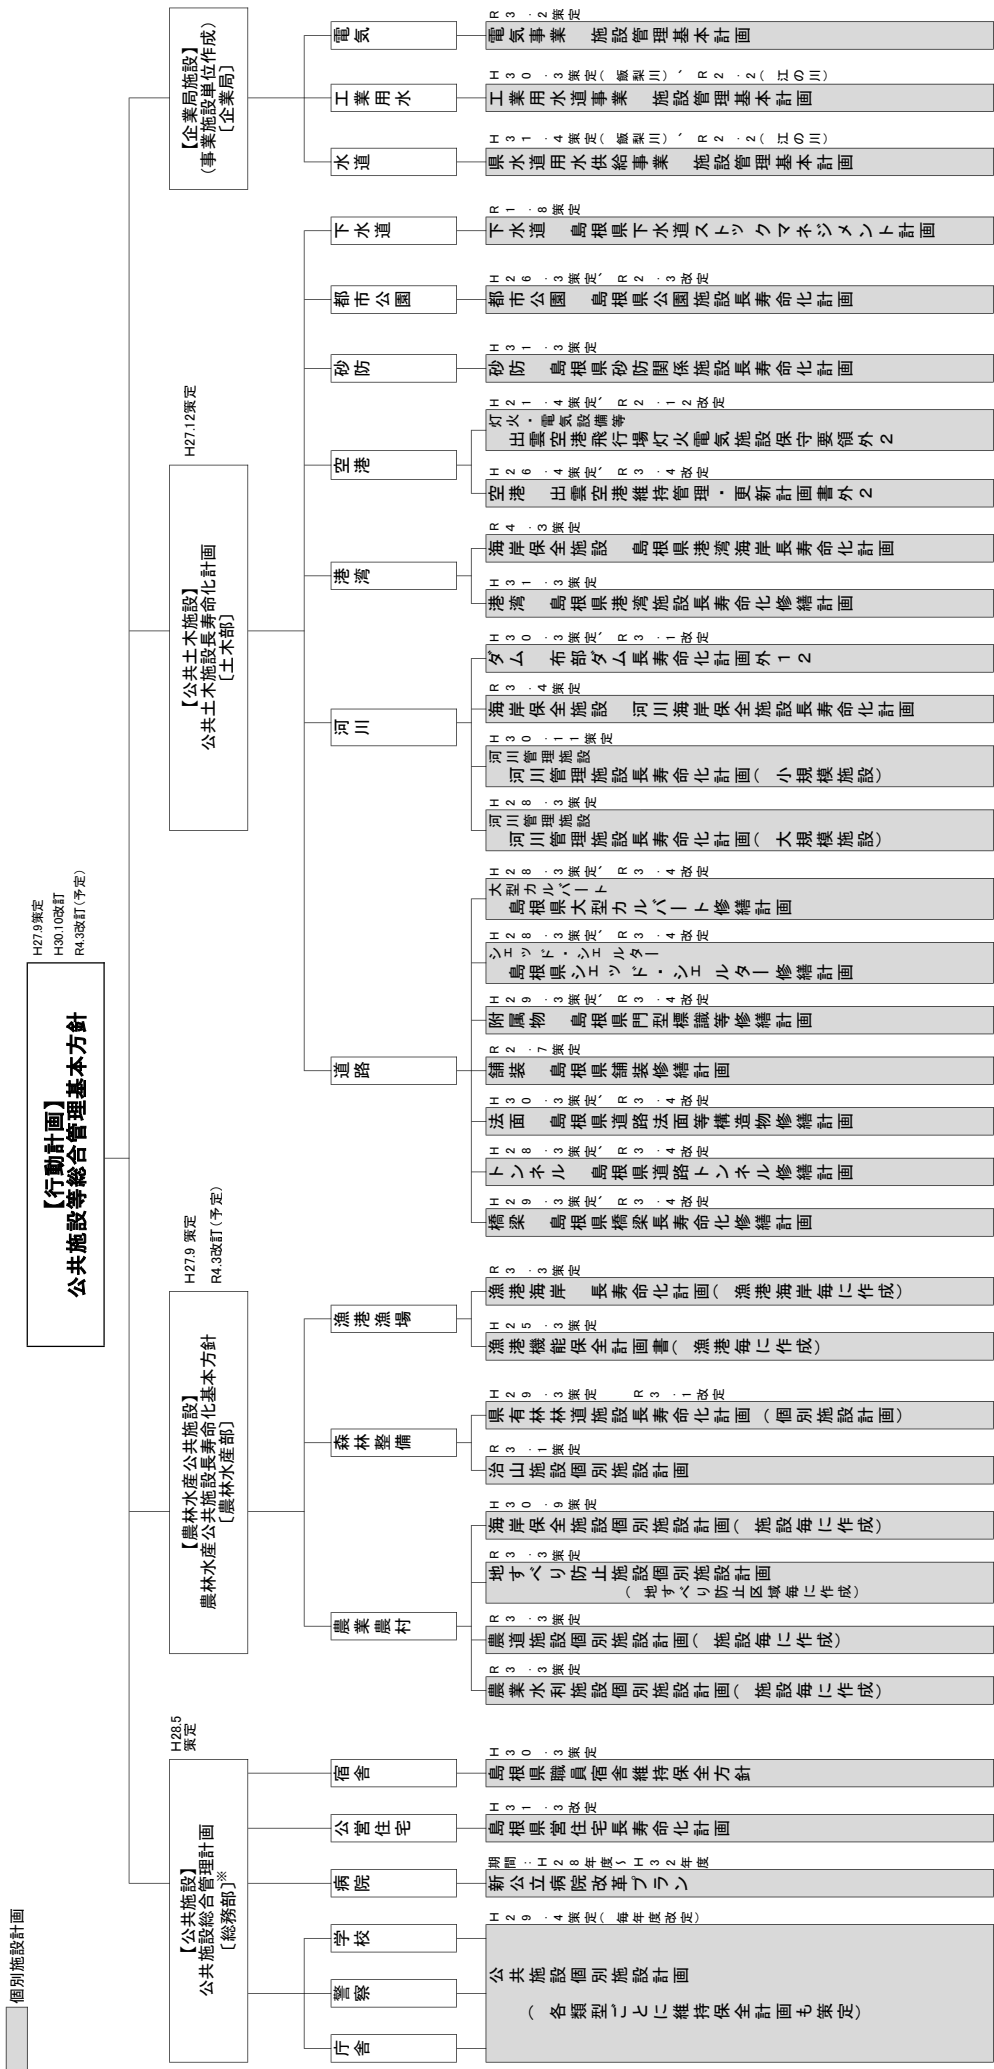 個別施設計画
【行動計画】
公共施設等総合管理基本方針
H27.9策定
H30.10改訂
R4.3改訂(予定)
【公共施設】
公共施設総合管理計画
[総務部]※
H28.5
策定
庁舎
警察
学校
H29.4策定(毎年度改定)
公共施設個別施設計画
(各類型ごとに維持保全計画も策定)
病院
期間:H28年度~H32年度
新公立病院改革プラン
公営住宅
H31.3改定
島根県営住宅長寿命化計画
宿舎
H30.3策定
島根県職員宿舎維持保全方針
【農林水産公共施設】
農林水産公共施設長寿命化基本方針
[農林水産部]
H27.9 策定
R4.3改訂(予定)
農業農村
R3.3策定
農業水利施設個別施設計画(施設毎に作成)
R3.3策定
農道施設個別施設計画(施設毎に作成)
R3.3策定
地すべり防止施設個別施設計画
(地すべり防止区域毎に作成)
H30.9策定
海岸保全施設個別施設計画(施設毎に作成)
森林整備
R3.1策定
治山施設個別施設計画
H29.3策定 R3.1改定
県有林林道施設長寿命化計画(個別施設計画)
漁港漁場
H25.3策定
漁港機能保全計画書(漁港毎に作成)
R3.3策定
漁港海岸 長寿命化計画(漁港海岸毎に作成)
【公共土木施設】
公共土木施設長寿命化計画
[土木部]
H27.12策定
道路
H29.3策定、R3.4改定
橋梁 島根県橋梁長寿命化修繕計画
H28.3策定、R3.4改定
トンネル 島根県道路トンネル修繕計画
H30.3策定、R3.4改定
法面 島根県道路法面等構造物修繕計画
R2.7策定
舗装 島根県舗装修繕計画
H29.3策定、R3.4改定
附属物 島根県門型標識等修繕計画
H28.3策定、R3.4改定
シェッド・シェルター
島根県シェッド・シェルター修繕計画
H28.3策定、R3.4改定
大型カルバート
島根県大型カルバート修繕計画
河川
H28.3策定
河川管理施設
河川管理施設長寿命化計画(大規模施設)
H30.11策定
河川管理施設
河川管理施設長寿命化計画(小規模施設)
R3.4策定
海岸保全施設 河川海岸保全施設長寿命化計画
H30.3策定、R3.1改定
ダム 布部ダム長寿命化計画外12
港湾
H31.3策定
港湾 島根県港湾施設長寿命化修繕計画
R4.3策定
海岸保全施設 島根県港湾海岸長寿命化計画
空港
H26.4策定、R3.4改定
空港 出雲空港維持管理・更新計画書外2
H21.4策定、R2.12改定
灯火・電気設備等
出雲空港飛行場灯火電気施設保守要領外2
砂防
H31.3策定
砂防 島根県砂防関係施設長寿命化計画
都市公園
H26.3策定、R2.3改定
都市公園 島根県公園施設長寿命化計画
下水道
R1.8策定
下水道 島根県下水道ストックマネジメント計画
【企業局施設】
(事業施設単位作成)
[企業局]
水道
H31.4策定(飯梨川)、R2.2(江の川)
県水道用水供給事業 施設管理基本計画
工業用水
H30.3策定(飯梨川)、R2.2(江の川)
工業用水道事業 施設管理基本計画
電気
R3.2策定
電気事業 施設管理基本計画